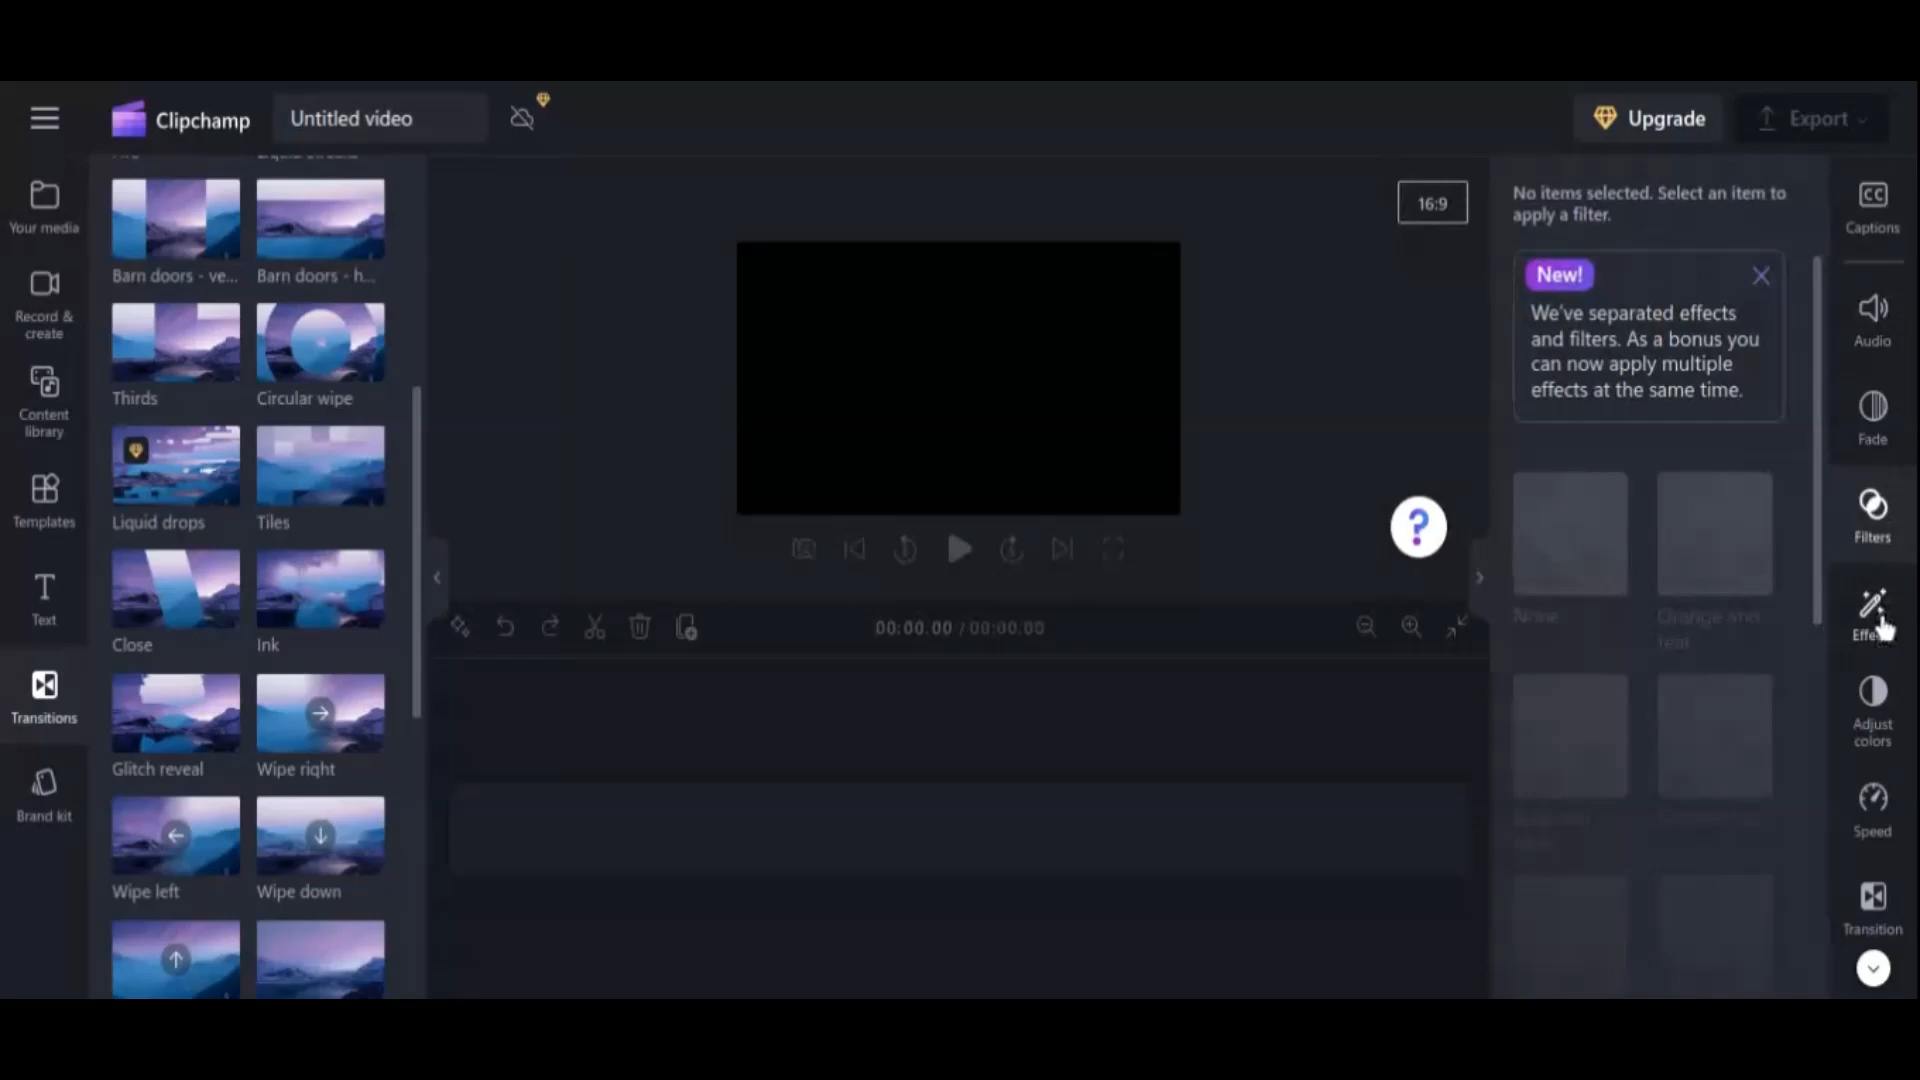 Clipchamp
Untitled video
Upgrade
Export
Your media
Record &
create
Content
library
Templates
Text
Transitions
Brand kit
Barn doors - ve...
Barn doors - h...
Thirds
Circular wipe
Liquid drops
Tiles
Close
Ink
Glitch reveal
Wipe right
Wipe left
Wipe down
16:9
?
00:00.00 / 00:00.00
No items selected. Select an item to
apply a filter.
New!
We've separated effects
and filters. As a bonus you
can now apply multiple
effects at the same time.
None
Orange and
teal
CC
Captions
Audio
Fade
Filters
Adjust
colors
Speed
Transition